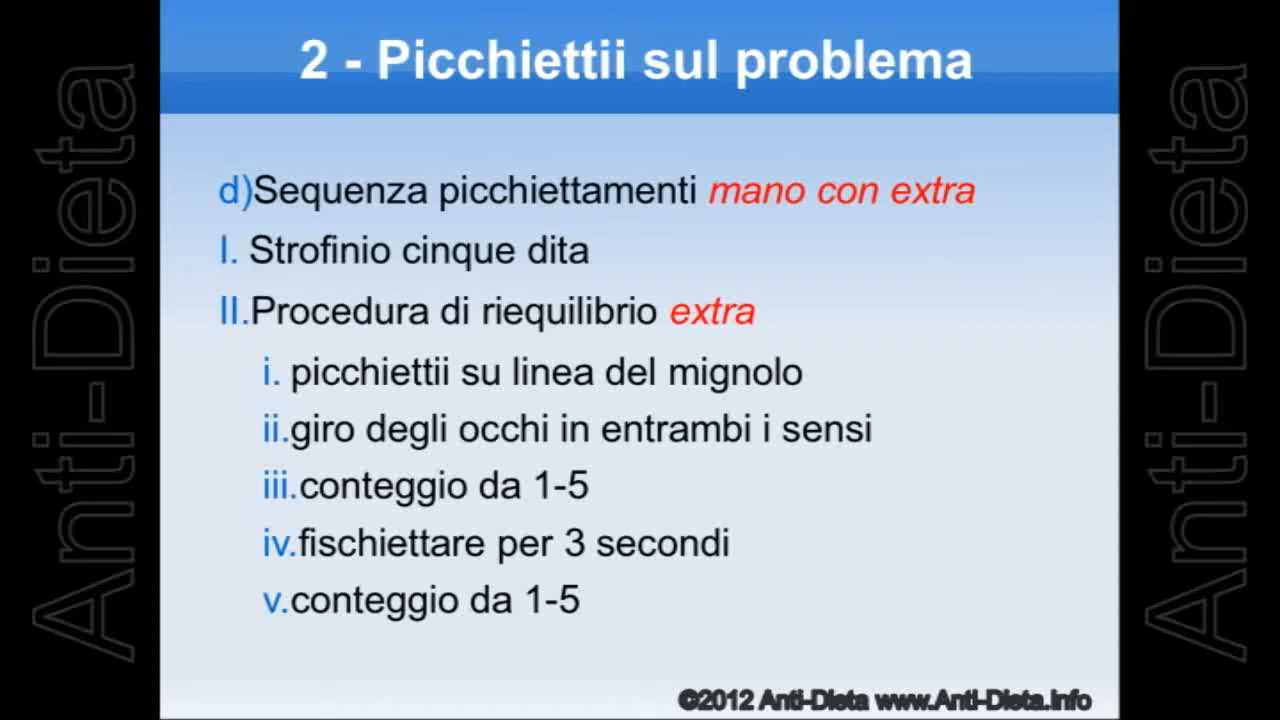 2 - Picchiettii sul problema
d)Sequenza picchiettamenti mano con extra
I. Strofinio cinque dita
II.Procedura di riequilibrio extra
i. picchiettii su linea del mignolo
ii.giro degli occhi in entrambi i sensi
iii.conteggio da 1-5
iv.fischiettare per 3 secondi
v.conteggio da 1-5
©2012 Anti-Dieta www.Anti-Dieta.info
Anti-Dieta
Anti-Dieta